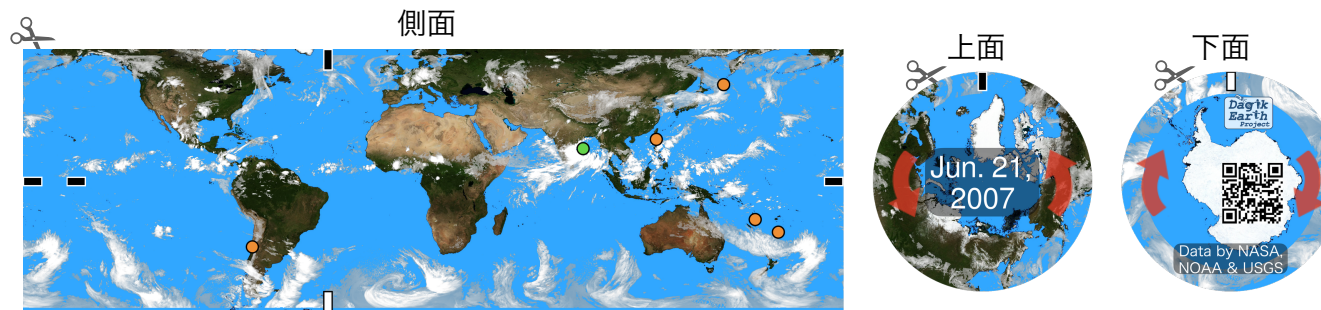 側面
上面
Jun. 21,
2007
下面
Dagik
Earth
Project
Data by NASA,
NOAA & USGS